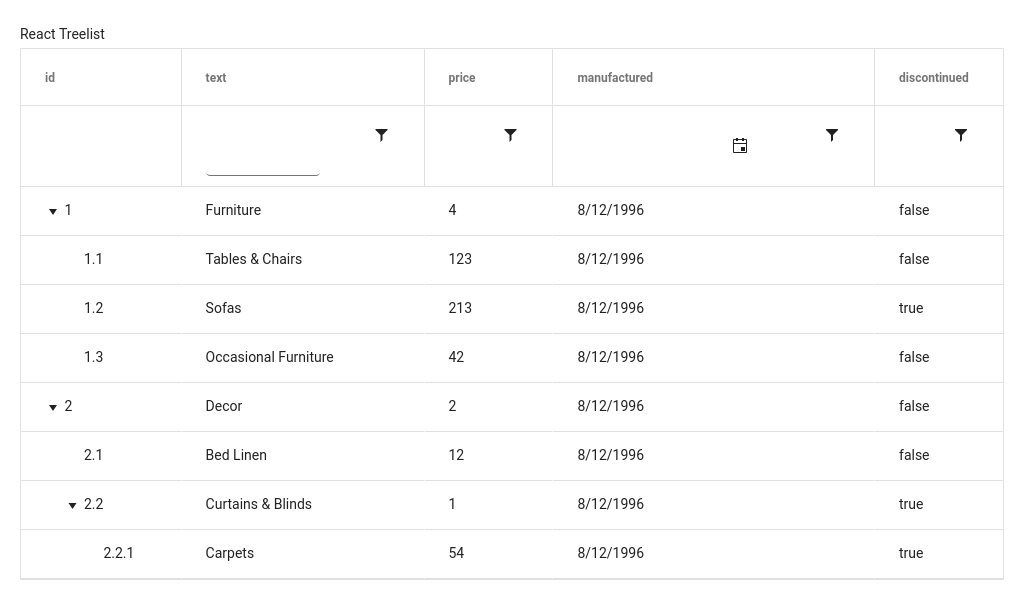 React Treelist
id text price manufactured discontinued
1 Furniture 4 8/12/1996 false
1.1 Tables & Chairs 123 8/12/1996 false
1.2 Sofas 213 8/12/1996 true
1.3 Occasional Furniture 42 8/12/1996 false
2 Decor 2 8/12/1996 false
2.1 Bed Linen 12 8/12/1996 false
2.2 Curtains & Blinds 1 8/12/1996 true
2.2.1 Carpets 54 8/12/1996 true